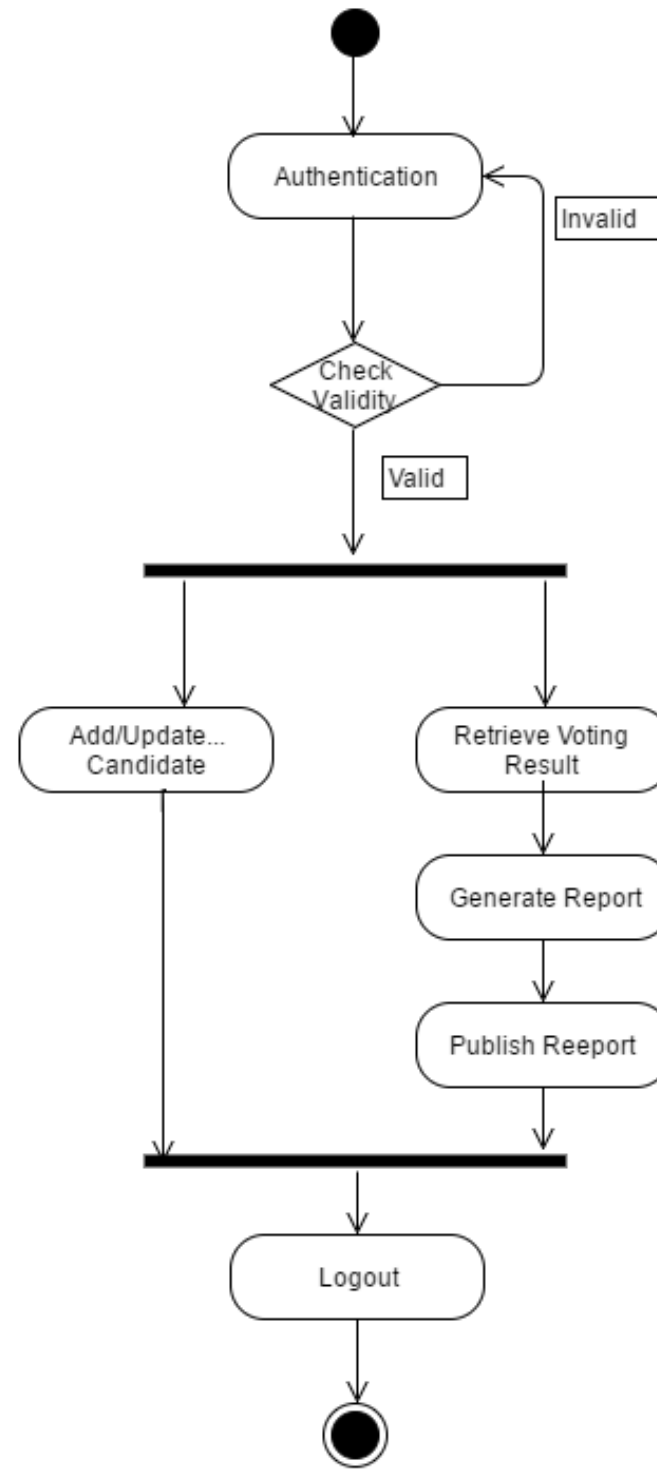 Authentication
Invalid
Check
Validity
Valid
Add/Update...
Candidate
Retrieve Voting
Result
Generate Report
Publish Reeport
Logout